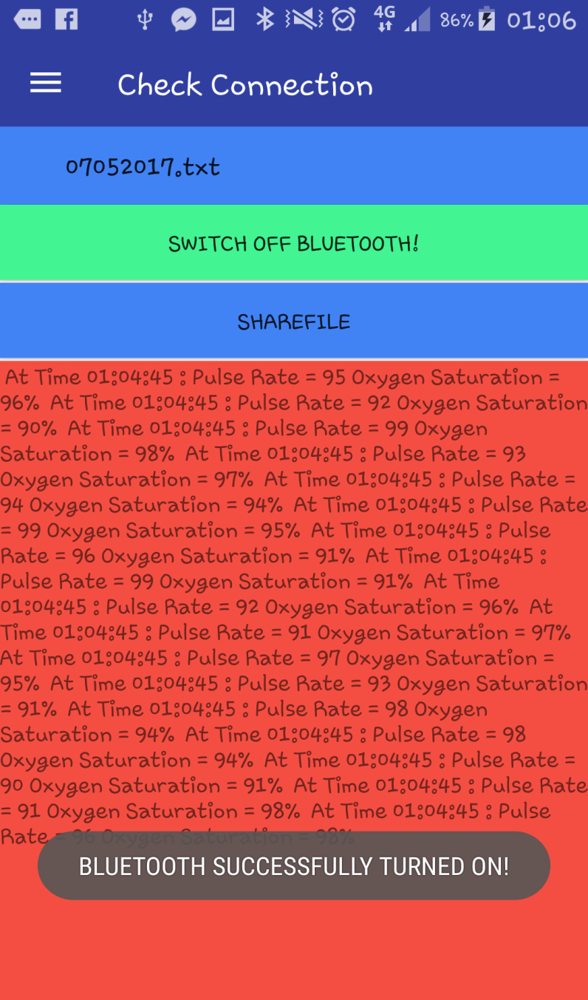 4G 86% 01:06
Check Connection
07052017.txt
SWITCH OFF BLUETOOTH!
SHAREFILE
At Time 01:04:45 : Pulse Rate = 95 Oxygen Saturation =
96% At Time 01:04:45 : Pulse Rate = 92 Oxygen Saturation
= 90% At Time 01:04:45 : Pulse Rate = 99 Oxygen
Saturation = 98% At Time 01:04:45 : Pulse Rate = 93
Oxygen Saturation = 97% At Time 01:04:45 : Pulse Rate =
94 Oxygen Saturation = 94% At Time 01:04:45 : Pulse Rate
= 99 Oxygen Saturation = 95% At Time 01:04:45 : Pulse
Rate = 96 Oxygen Saturation = 91% At Time 01:04:45 :
Pulse Rate = 99 Oxygen Saturation = 91% At Time
01:04:45 : Pulse Rate = 92 Oxygen Saturation = 96% At
Time 01:04:45 : Pulse Rate = 91 Oxygen Saturation = 97%
At Time 01:04:45 : Pulse Rate = 97 Oxygen Saturation =
95% At Time 01:04:45 : Pulse Rate = 93 Oxygen Saturation
= 91% At Time 01:04:45 : Pulse Rate = 98 Oxygen
Saturation = 94% At Time 01:04:45 : Pulse Rate = 98
Oxygen Saturation = 94% At Time 01:04:45 : Pulse Rate =
90 Oxygen Saturation = 91% At Time 01:04:45 : Pulse Rate
= 91 Oxygen Saturation = 98% At Time 01:04:45 : Pulse
Rate = 96 Oxygen Saturation = 98%
BLUETOOTH SUCCESSFULLY TURNED ON!